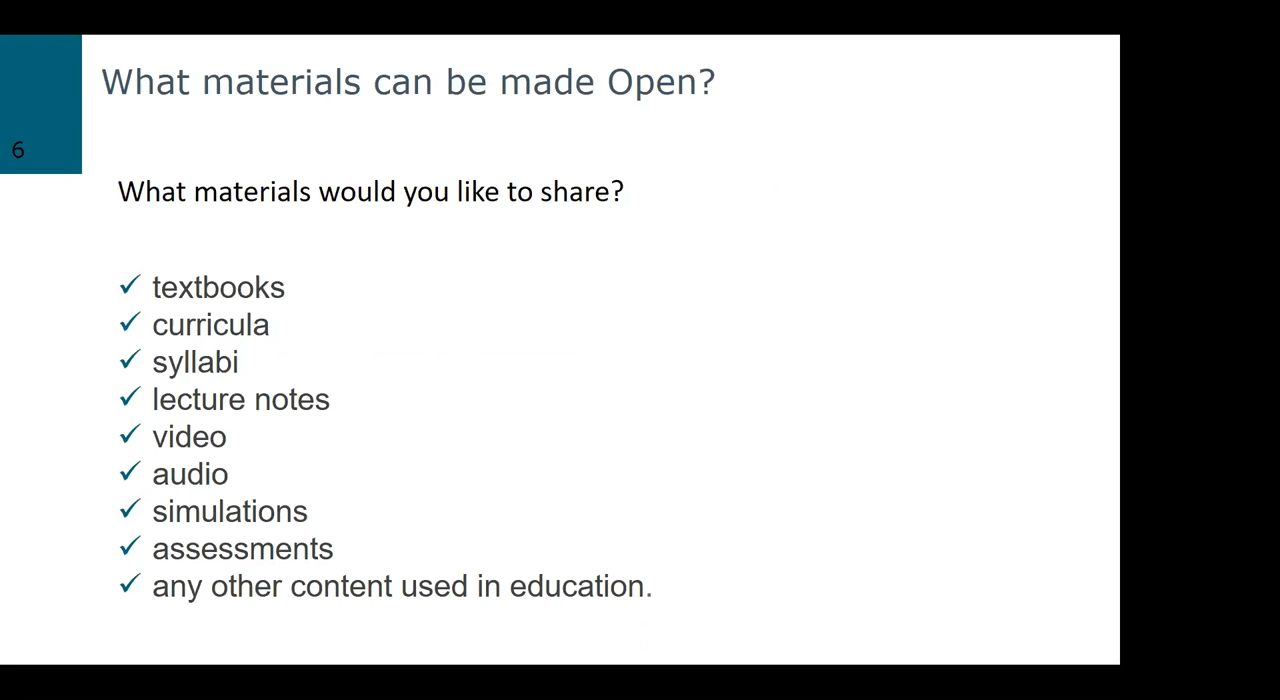 What materials can be made Open?
6
What materials would you like to share?
✓ textbooks
✓ curricula
✓ syllabi
✓ lecture notes
✓ video
✓ audio
✓ simulations
✓ assessments
✓ any other content used in education.